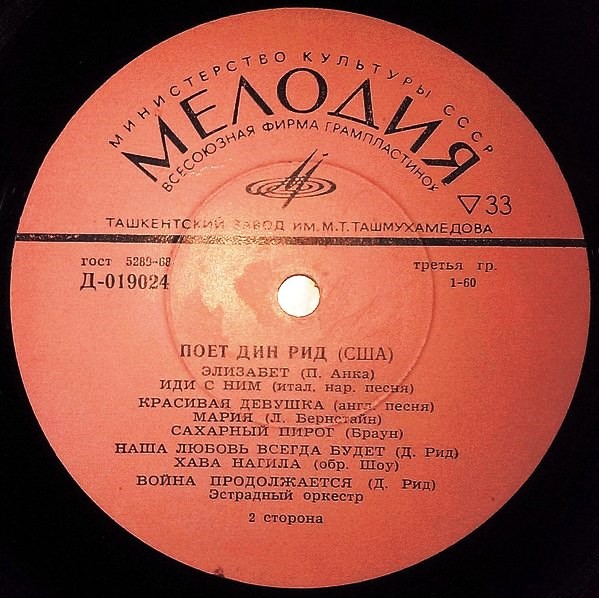 МИНИСТЕРСТВО КУЛЬТУРЫ СССР
МЕЛОДИЯ
ВСЕСОЮЗНАЯ ФИРМА ГРАМПЛАСТИНОК
33
ТАШКЕНТСКИЙ ЗАВОД ИМ. М.Т. ТАШМУХАМЕДОВА
гост 5289-68
третья гр.
Д-019024
1-60
ПОЕТ ДИН РИД (США)
ЭЛИЗАБЕТ (П. Анка)
ИДИ С НИМ (итал. нар. песня)
КРАСИВАЯ ДЕВУШКА (англ. песня)
МАРИЯ (Л. Бернстайн)
САХАРНЫЙ ПИРОГ (Браун)
НАША ЛЮБОВЬ ВСЕГДА БУДЕТ (Д. Рид)
ХАВА НАГИЛА (обр. Шоу)
ВОЙНА ПРОДОЛЖАЕТСЯ (Д. Рид)
Эстрадный оркестр
2 сторона